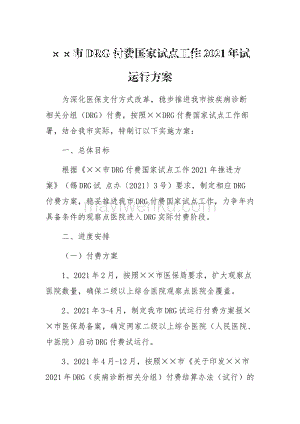 ××市DRG付费国家试点工作2021年试
运行方案
为深化医保支付方式改革，稳步推进我市按疾病诊断
相关分组（DRG）付费，按照××DRG付费国家试点工作部
署，结合我市实际，特制订以下实施方案：
一、总体目标
根据《××市DRG付费国家试点工作2021年推进方
案》（锡DRG试 点办〔2021〕3号）要求，制定相应DRG
付费方案，稳妥推进我市DRG付费国家试点工作，力争年内
具备条件的观察点医院进入DRG实际付费阶段。
二、进度安排
（一）付费方案
1、2021年2月，按照××市医保局要求，扩大观察点
医院数量，确保二级以上综合医院观察点医院全覆盖。
2、2021年3-4月，制定我市DRG试运行付费方案报×
×市医保局备案，确定两家二级以上综合医院（人民医院、
中医院）启动DRG付费试运行。
3、2021年4月-12月，按照××市《关于印发××市
2021年DRG（疾病诊断相关分组）付费结算办法（试行）的